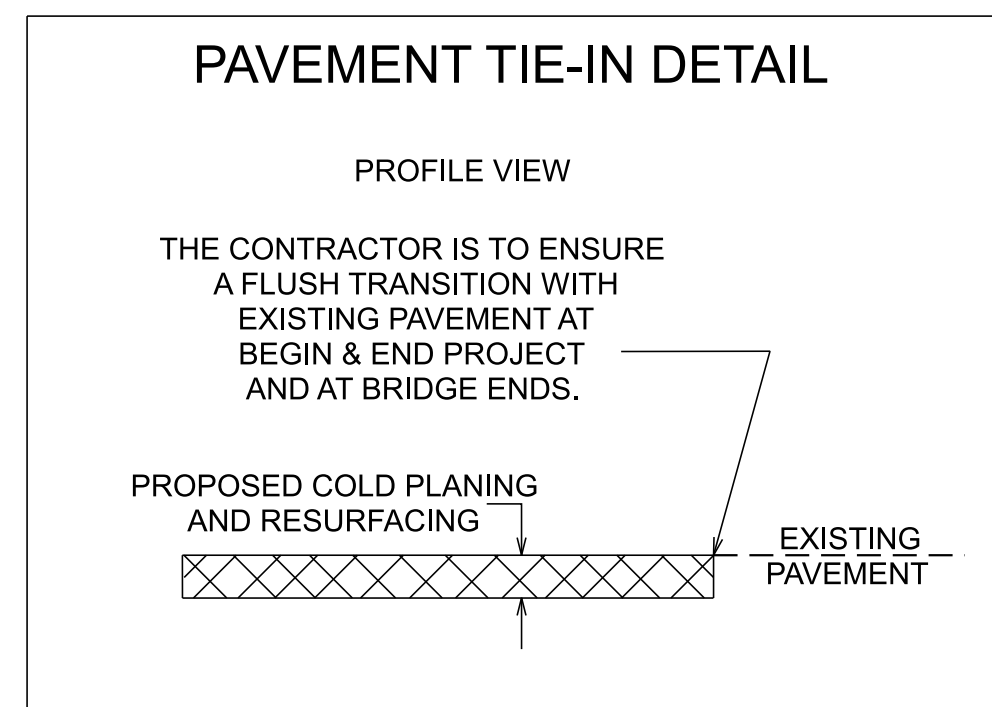 PAVEMENT TIE-IN DETAIL
PROFILE VIEW
THE CONTRACTOR IS TO ENSURE
A FLUSH TRANSITION WITH
EXISTING PAVEMENT AT
BEGIN & END PROJECT
AND AT BRIDGE ENDS.
PROPOSED COLD PLANING
AND RESURFACING
EXISTING
PAVEMENT